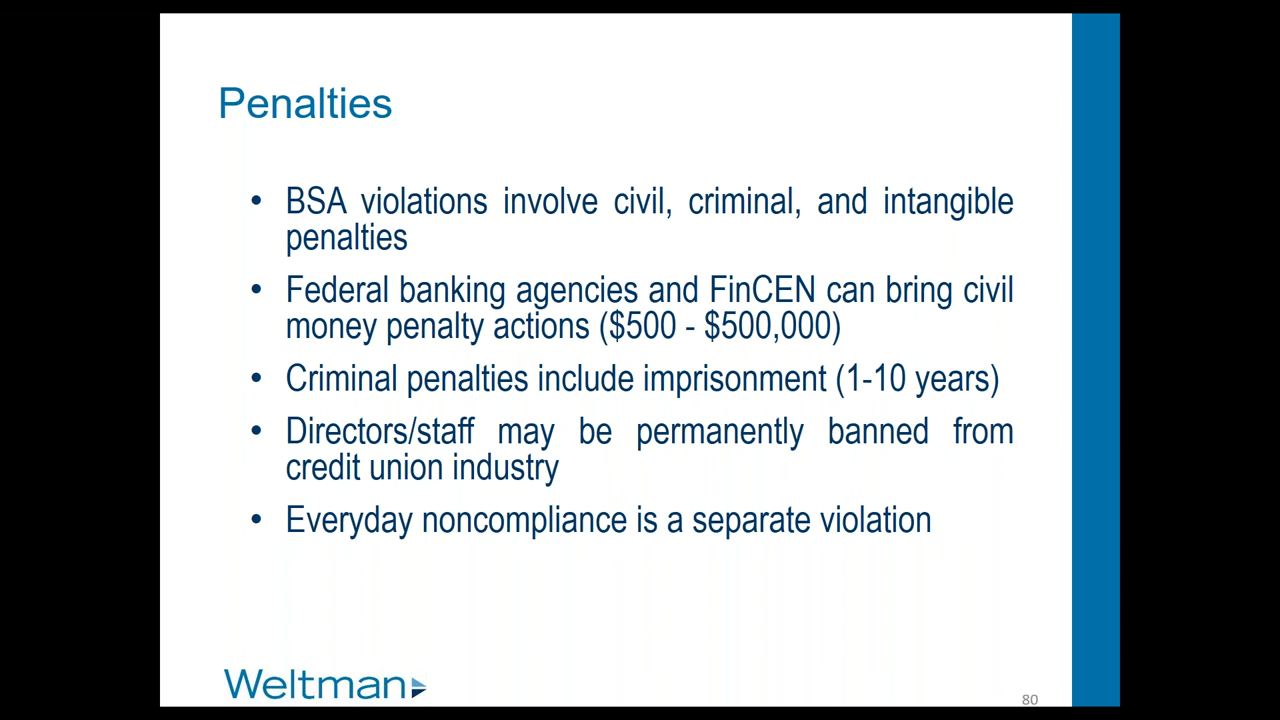 Penalties
• BSA violations involve civil, criminal, and intangible
penalties
• Federal banking agencies and FinCEN can bring civil
money penalty actions ($500 - $500,000)
• Criminal penalties include imprisonment (1-10 years)
• Directors/staff may be permanently banned from
credit union industry
• Everyday noncompliance is a separate violation
Weltman
80